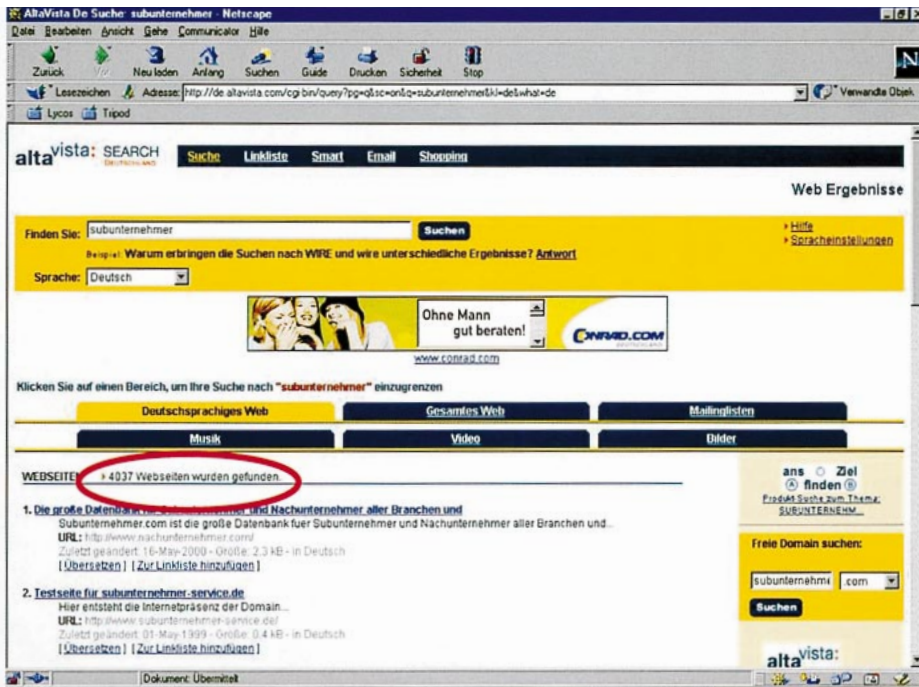 AltaVista De Suche: subunternehmer - Netscape
Datei Bearbeiten Ansicht Gehe Communicator Hilfe
Zurück Vor Neu laden Anfang Suchen Guide Drucken Sicherheit Stop
N
Lesezeichen Adresse: http://de.altavista.com/cgi-bin/query?pg=q&sc=on&q=subunternehmer&kl=de&what=de Verwandte Objek
Lycos Tripod
altavista: SEARCH
DEUTSCHLAND
Suche Linkliste Smart Email Shopping
Web Ergebnisse
Finden Sie: subunternehmer Suchen
Hilfe
Spracheinstellungen
Beispiel: Warum erbringen die Suchen nach WIRE und wire unterschiedliche Ergebnisse? Antwort
Sprache: Deutsch
Ohne Mann
gut beraten!
CONRAD.COM
DEUTSCHLAND
www.conrad.com
Klicken Sie auf einen Bereich, um Ihre Suche nach "subunternehmer" einzugrenzen
Deutschsprachiges Web Gesamtes Web Mailinglisten
Musik Video Bilder
WEBSEITEN 4037 Webseiten wurden gefunden.
1. Die große Datenbank für Subunternehmer und Nachunternehmer aller Branchen und
Subunternehmer.com ist die große Datenbank fuer Subunternehmer und Nachunternehmer aller Branchen und...
URL: http://www.nachunternehmer.com/
Zuletzt geändert: 16-May-2000 - Größe: 2.3 kB - in Deutsch
[ Übersetzen ] [ Zur Linkliste hinzufügen ]
2. Testseite für subunternehmer-service.de
Hier entsteht die Internetpräsenz der Domain...
URL: http://www.subunternehmer-service.de/
Zuletzt geändert: 01-May-1999 - Größe: 0.4 kB - in Deutsch
[ Übersetzen ] [ Zur Linkliste hinzufügen ]
ans Ziel
A finden B
Produkt-Suche zum Thema:
SUBUNTERNEHM...
Freie Domain suchen:
subunternehme .com
Suchen
altavista:
Dokument: Übermittelt